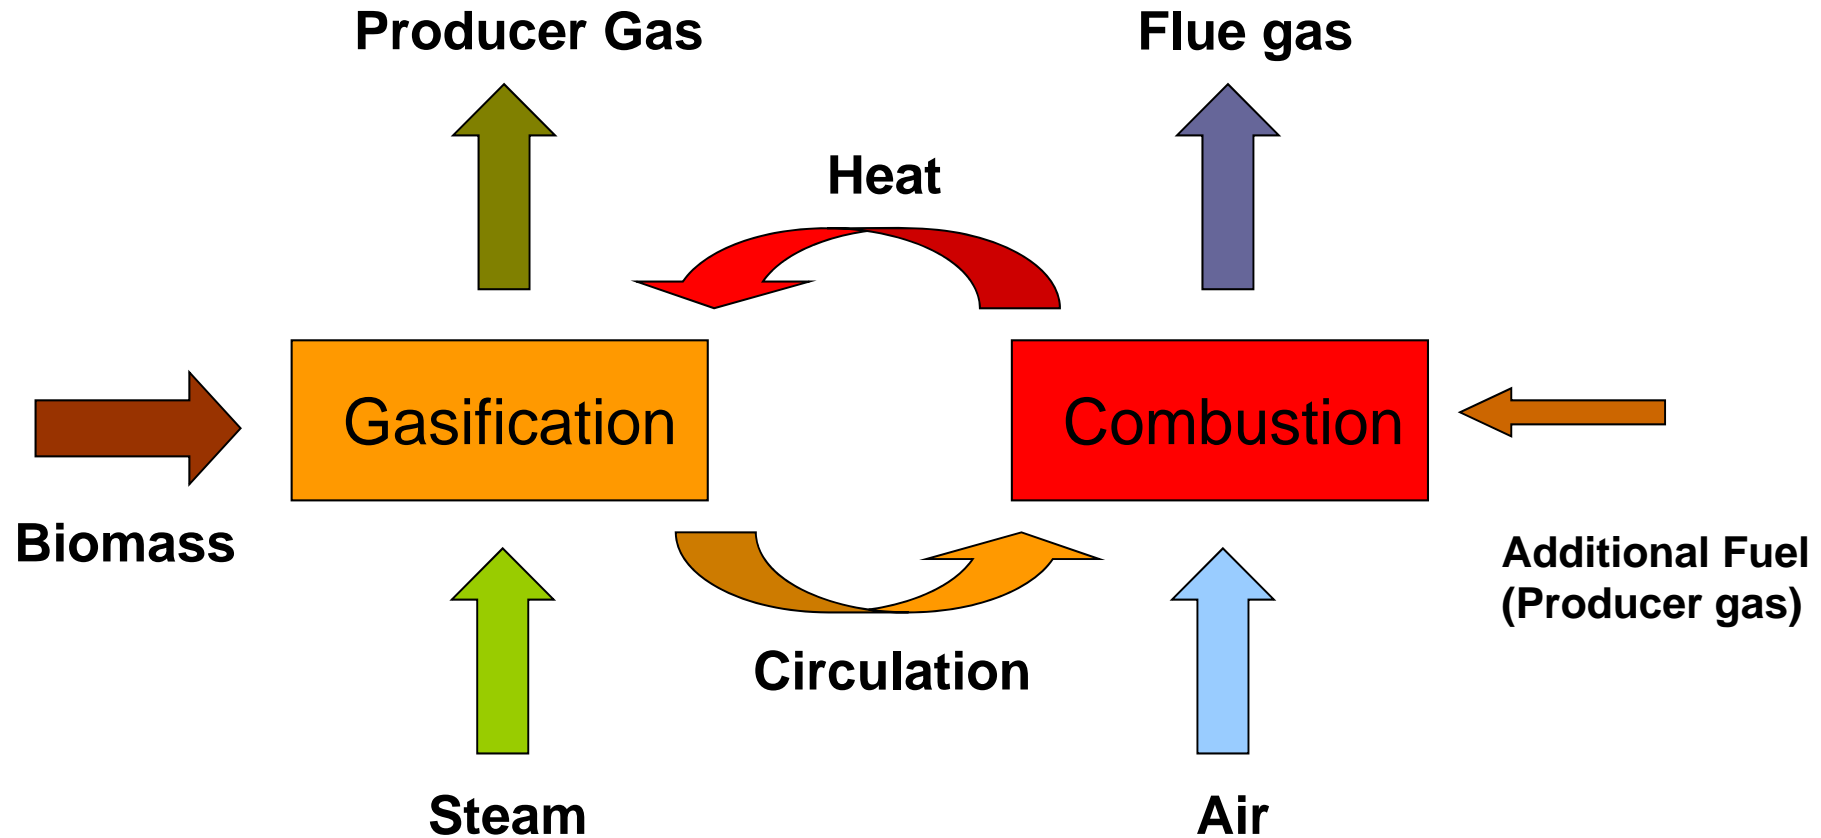 Producer Gas
Flue gas
Heat
Gasification
Combustion
Biomass
Additional Fuel
(Producer gas)
Circulation
Steam
Air